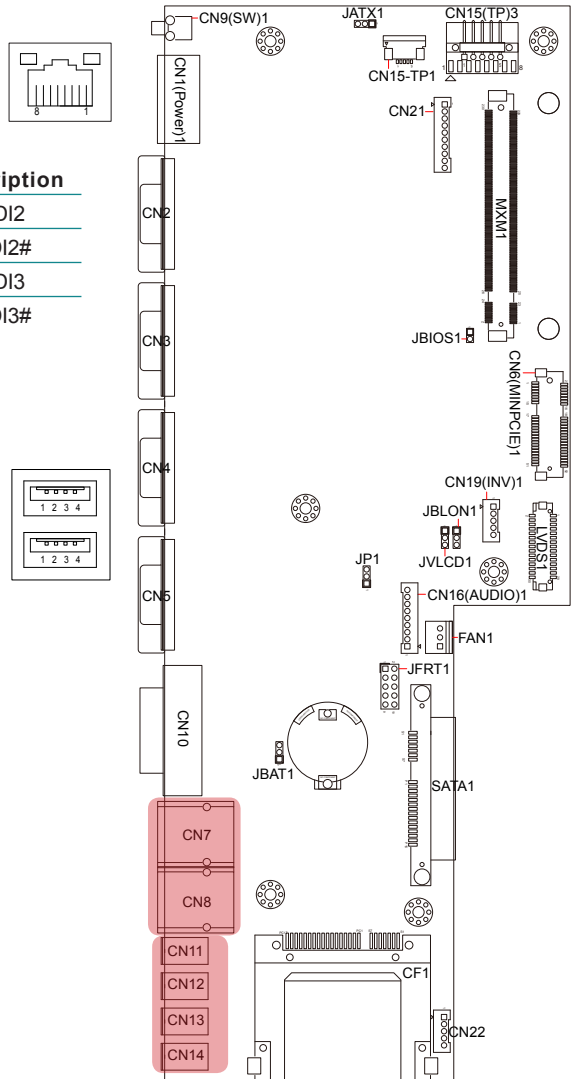 CN9(SW)1
JATX1
CN15(TP)3
CN15-TP1
1 8
CN1(Power)1
8 1
CN21
iption
DI2
DI2#
DI3
DI3#
CN2
MXM1
CN3
JBIOS1
CN6(MINPCIE)1
CN4
CN19(INV)1
1 2 3 4
JBLON1
LVDS1
1 2 3 4
JVLCD1
JP1
CN5
CN16(AUDIO)1
FAN1
JFRT1
CN10
JBAT1
SATA1
CN7
CN8
CN11
CF1
CN12
CN13
CN22
CN14